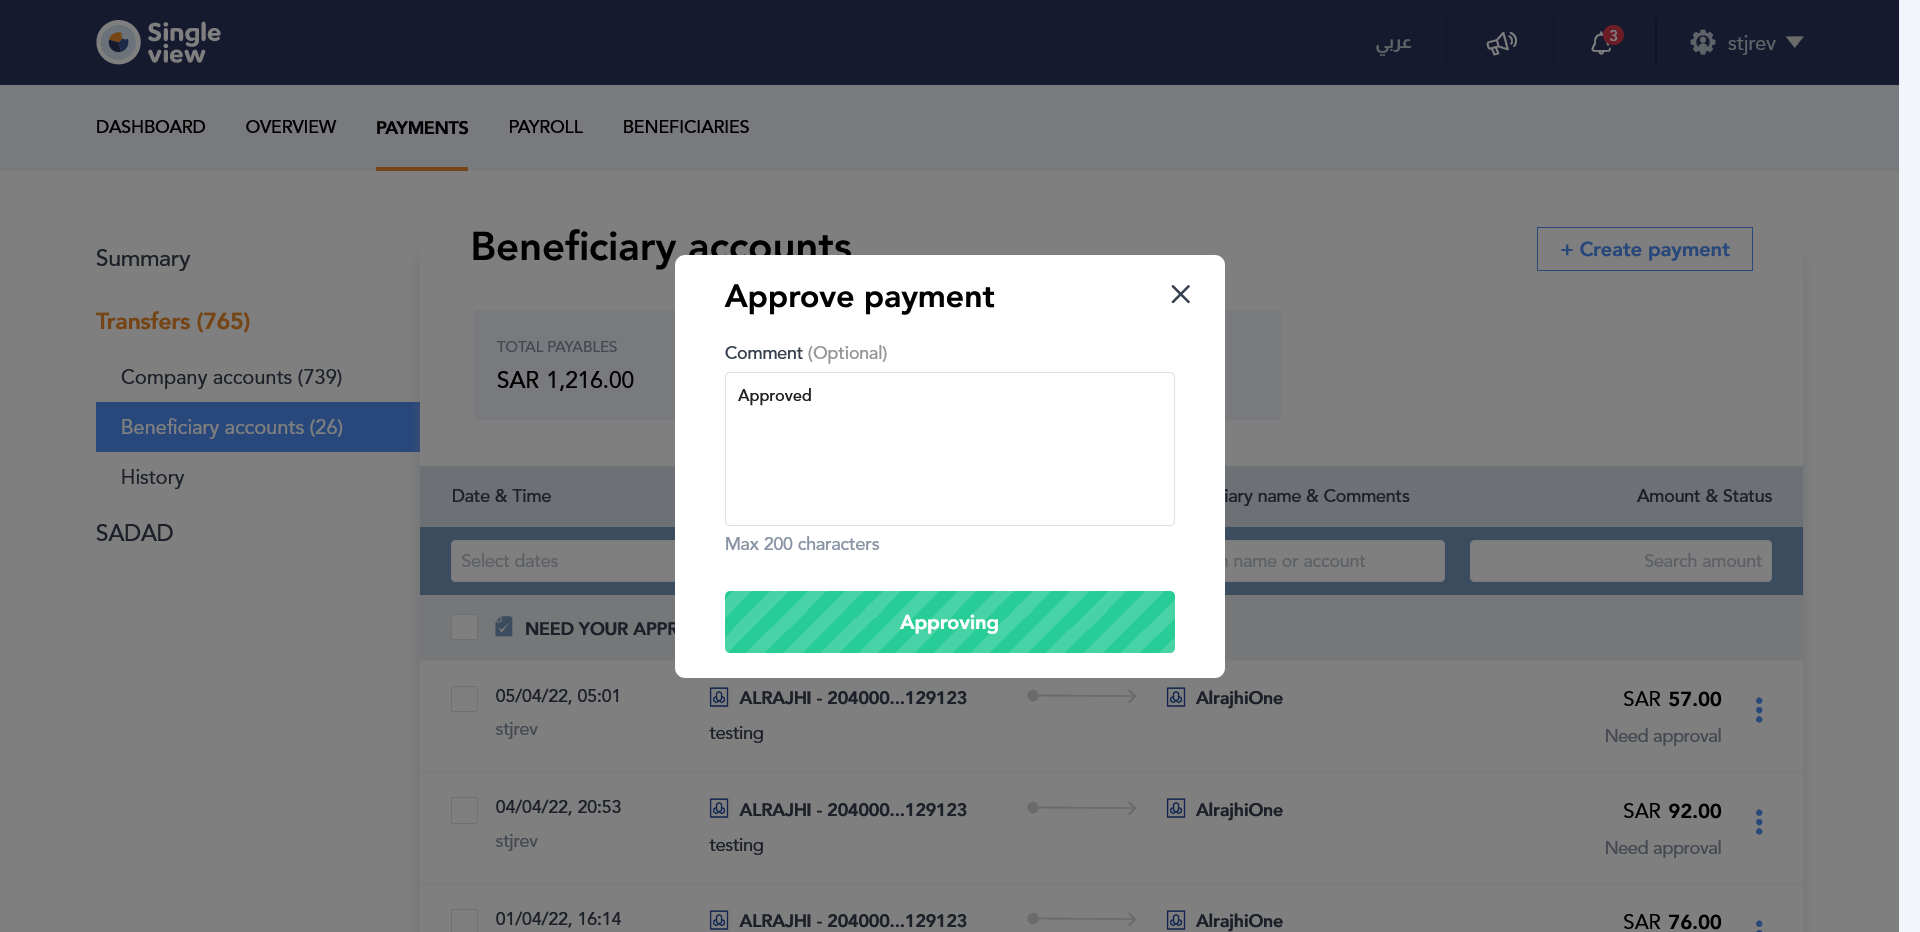 Single
view
عربي
3
stjrev
DASHBOARD
OVERVIEW
PAYMENTS
PAYROLL
BENEFICIARIES
Summary
Transfers (765)
Company accounts (739)
Beneficiary accounts (26)
History
SADAD
Beneficiary accounts
+ Create payment
TOTAL PAYABLES
SAR 1,216.00
Approve payment
Comment (Optional)
Approved
Max 200 characters
Approving
Date & Time
iary name & Comments
Amount & Status
Select dates
name or account
Search amount
NEED YOUR APPR
05/04/22, 05:01
stjrev
ALRAJHI - 204000...129123
testing
AlrajhiOne
SAR 57.00
Need approval
04/04/22, 20:53
stjrev
ALRAJHI - 204000...129123
testing
AlrajhiOne
SAR 92.00
Need approval
01/04/22, 16:14
ALRAJHI - 204000...129123
AlrajhiOne
SAR 76.00